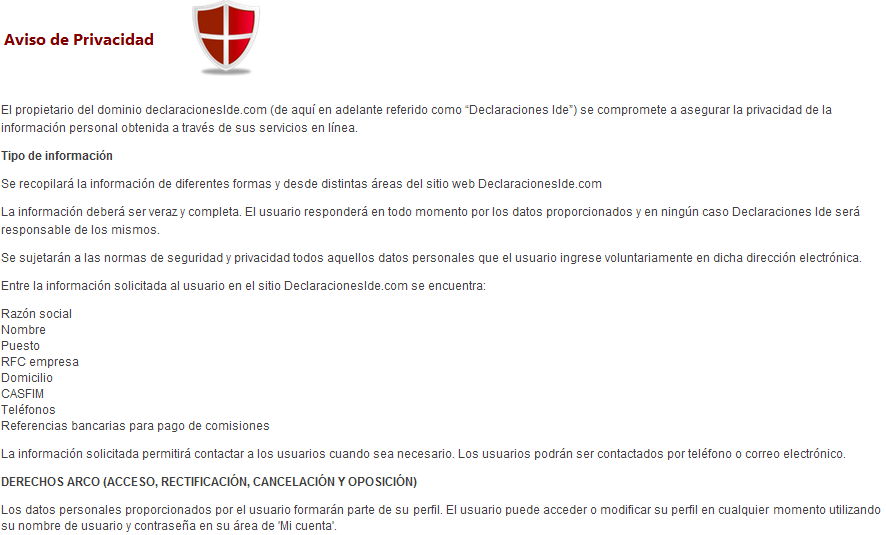 Aviso de Privacidad
El propietario del dominio declaracionesIde.com (de aquí en adelante referido como “Declaraciones Ide”) se compromete a asegurar la privacidad de la
información personal obtenida a través de sus servicios en línea.
Tipo de información
Se recopilará la información de diferentes formas y desde distintas áreas del sitio web DeclaracionesIde.com
La información deberá ser veraz y completa. El usuario responderá en todo momento por los datos proporcionados y en ningún caso Declaraciones Ide será
responsable de los mismos.
Se sujetarán a las normas de seguridad y privacidad todos aquellos datos personales que el usuario ingrese voluntariamente en dicha dirección electrónica.
Entre la información solicitada al usuario en el sitio DeclaracionesIde.com se encuentra:
Razón social
Nombre
Puesto
RFC empresa
Domicilio
CASFIM
Teléfonos
Referencias bancarias para pago de comisiones
La información solicitada permitirá contactar a los usuarios cuando sea necesario. Los usuarios podrán ser contactados por teléfono o correo electrónico.
DERECHOS ARCO (ACCESO, RECTIFICACIÓN, CANCELACIÓN Y OPOSICIÓN)
Los datos personales proporcionados por el usuario formarán parte de su perfil. El usuario puede acceder o modificar su perfil en cualquier momento utilizando
su nombre de usuario y contraseña en su área de 'Mi cuenta'.